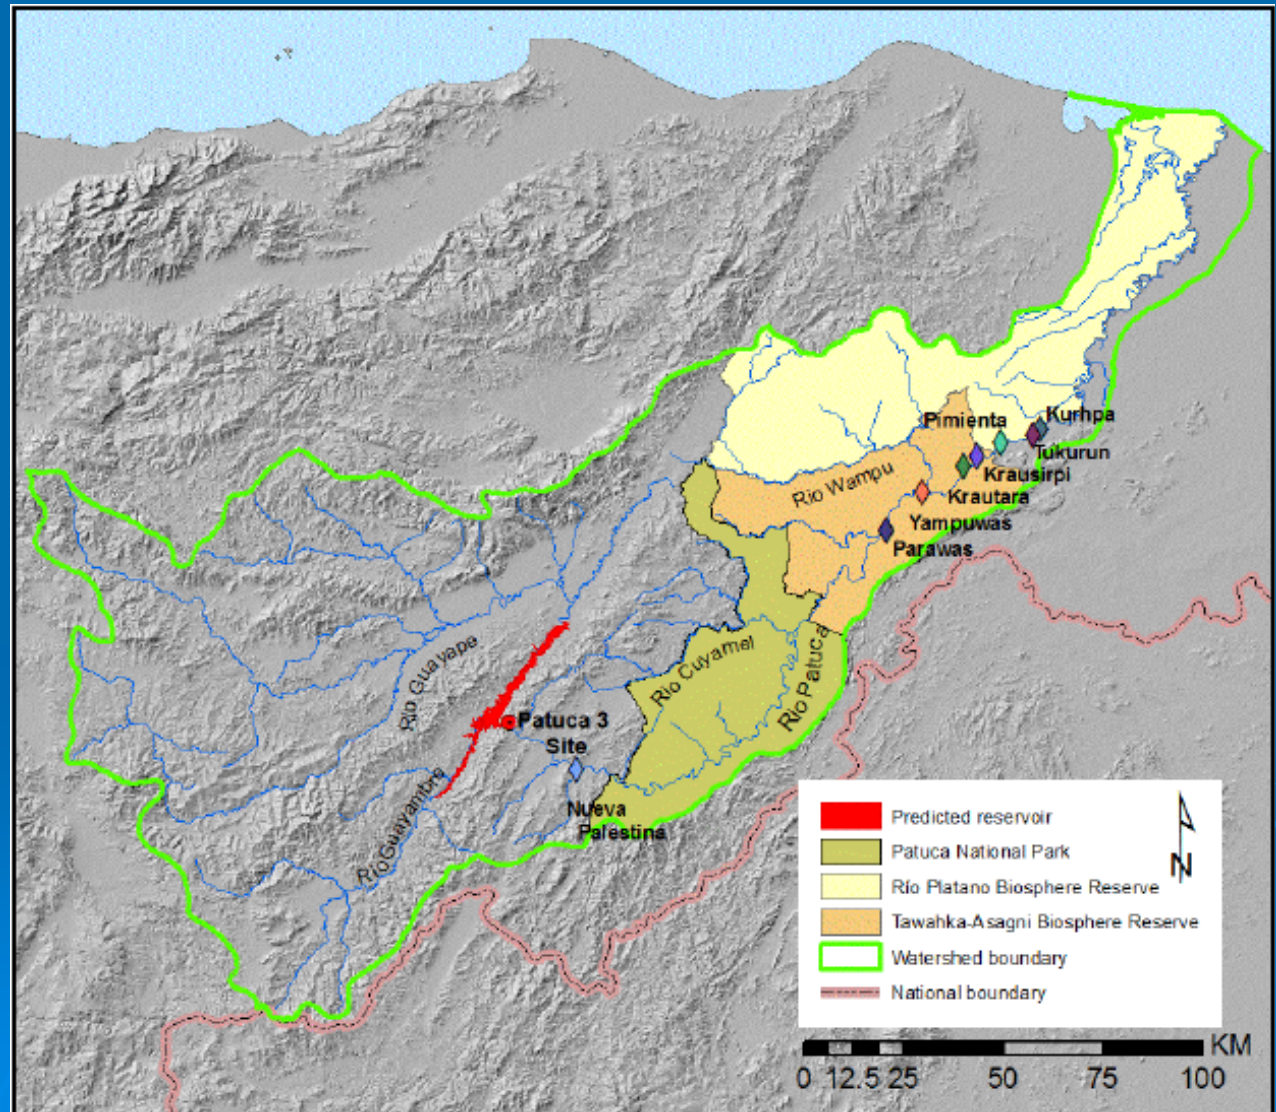 Pimienta
Kurhpa
Tukurun
Krausirpi
Rio Wampu
Krautara
Yampuwas
Parawas
Rio Guayape
Rio Cuyamel
Rio Patuca
Patuca 3
Site
Rio Guayambre
Nueva
Palestina
Predicted reservoir
Patuca National Park
Río Platano Biosphere Reserve
Tawahka-Asagni Biosphere Reserve
Watershed boundary
National boundary
N
KM
0 12.5 25 50 75 100